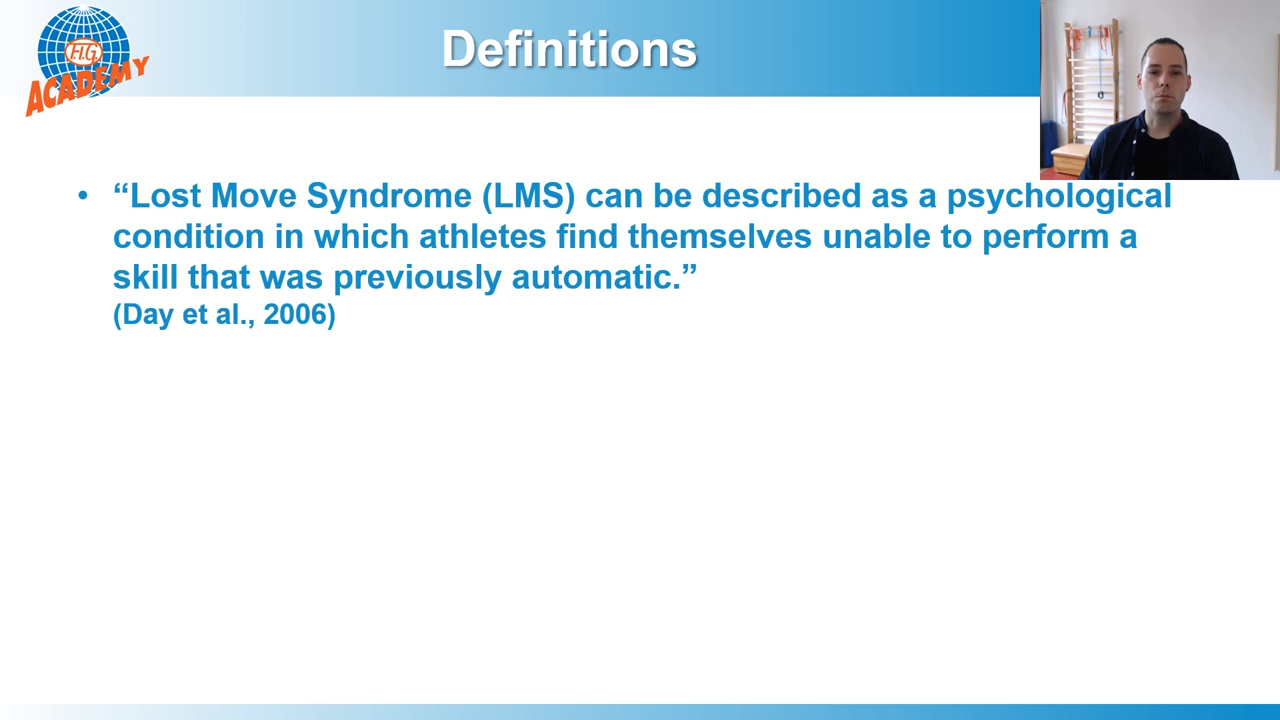 F.I.G.
ACADEMY
Definitions
• “Lost Move Syndrome (LMS) can be described as a psychological
condition in which athletes find themselves unable to perform a
skill that was previously automatic.”
(Day et al., 2006)